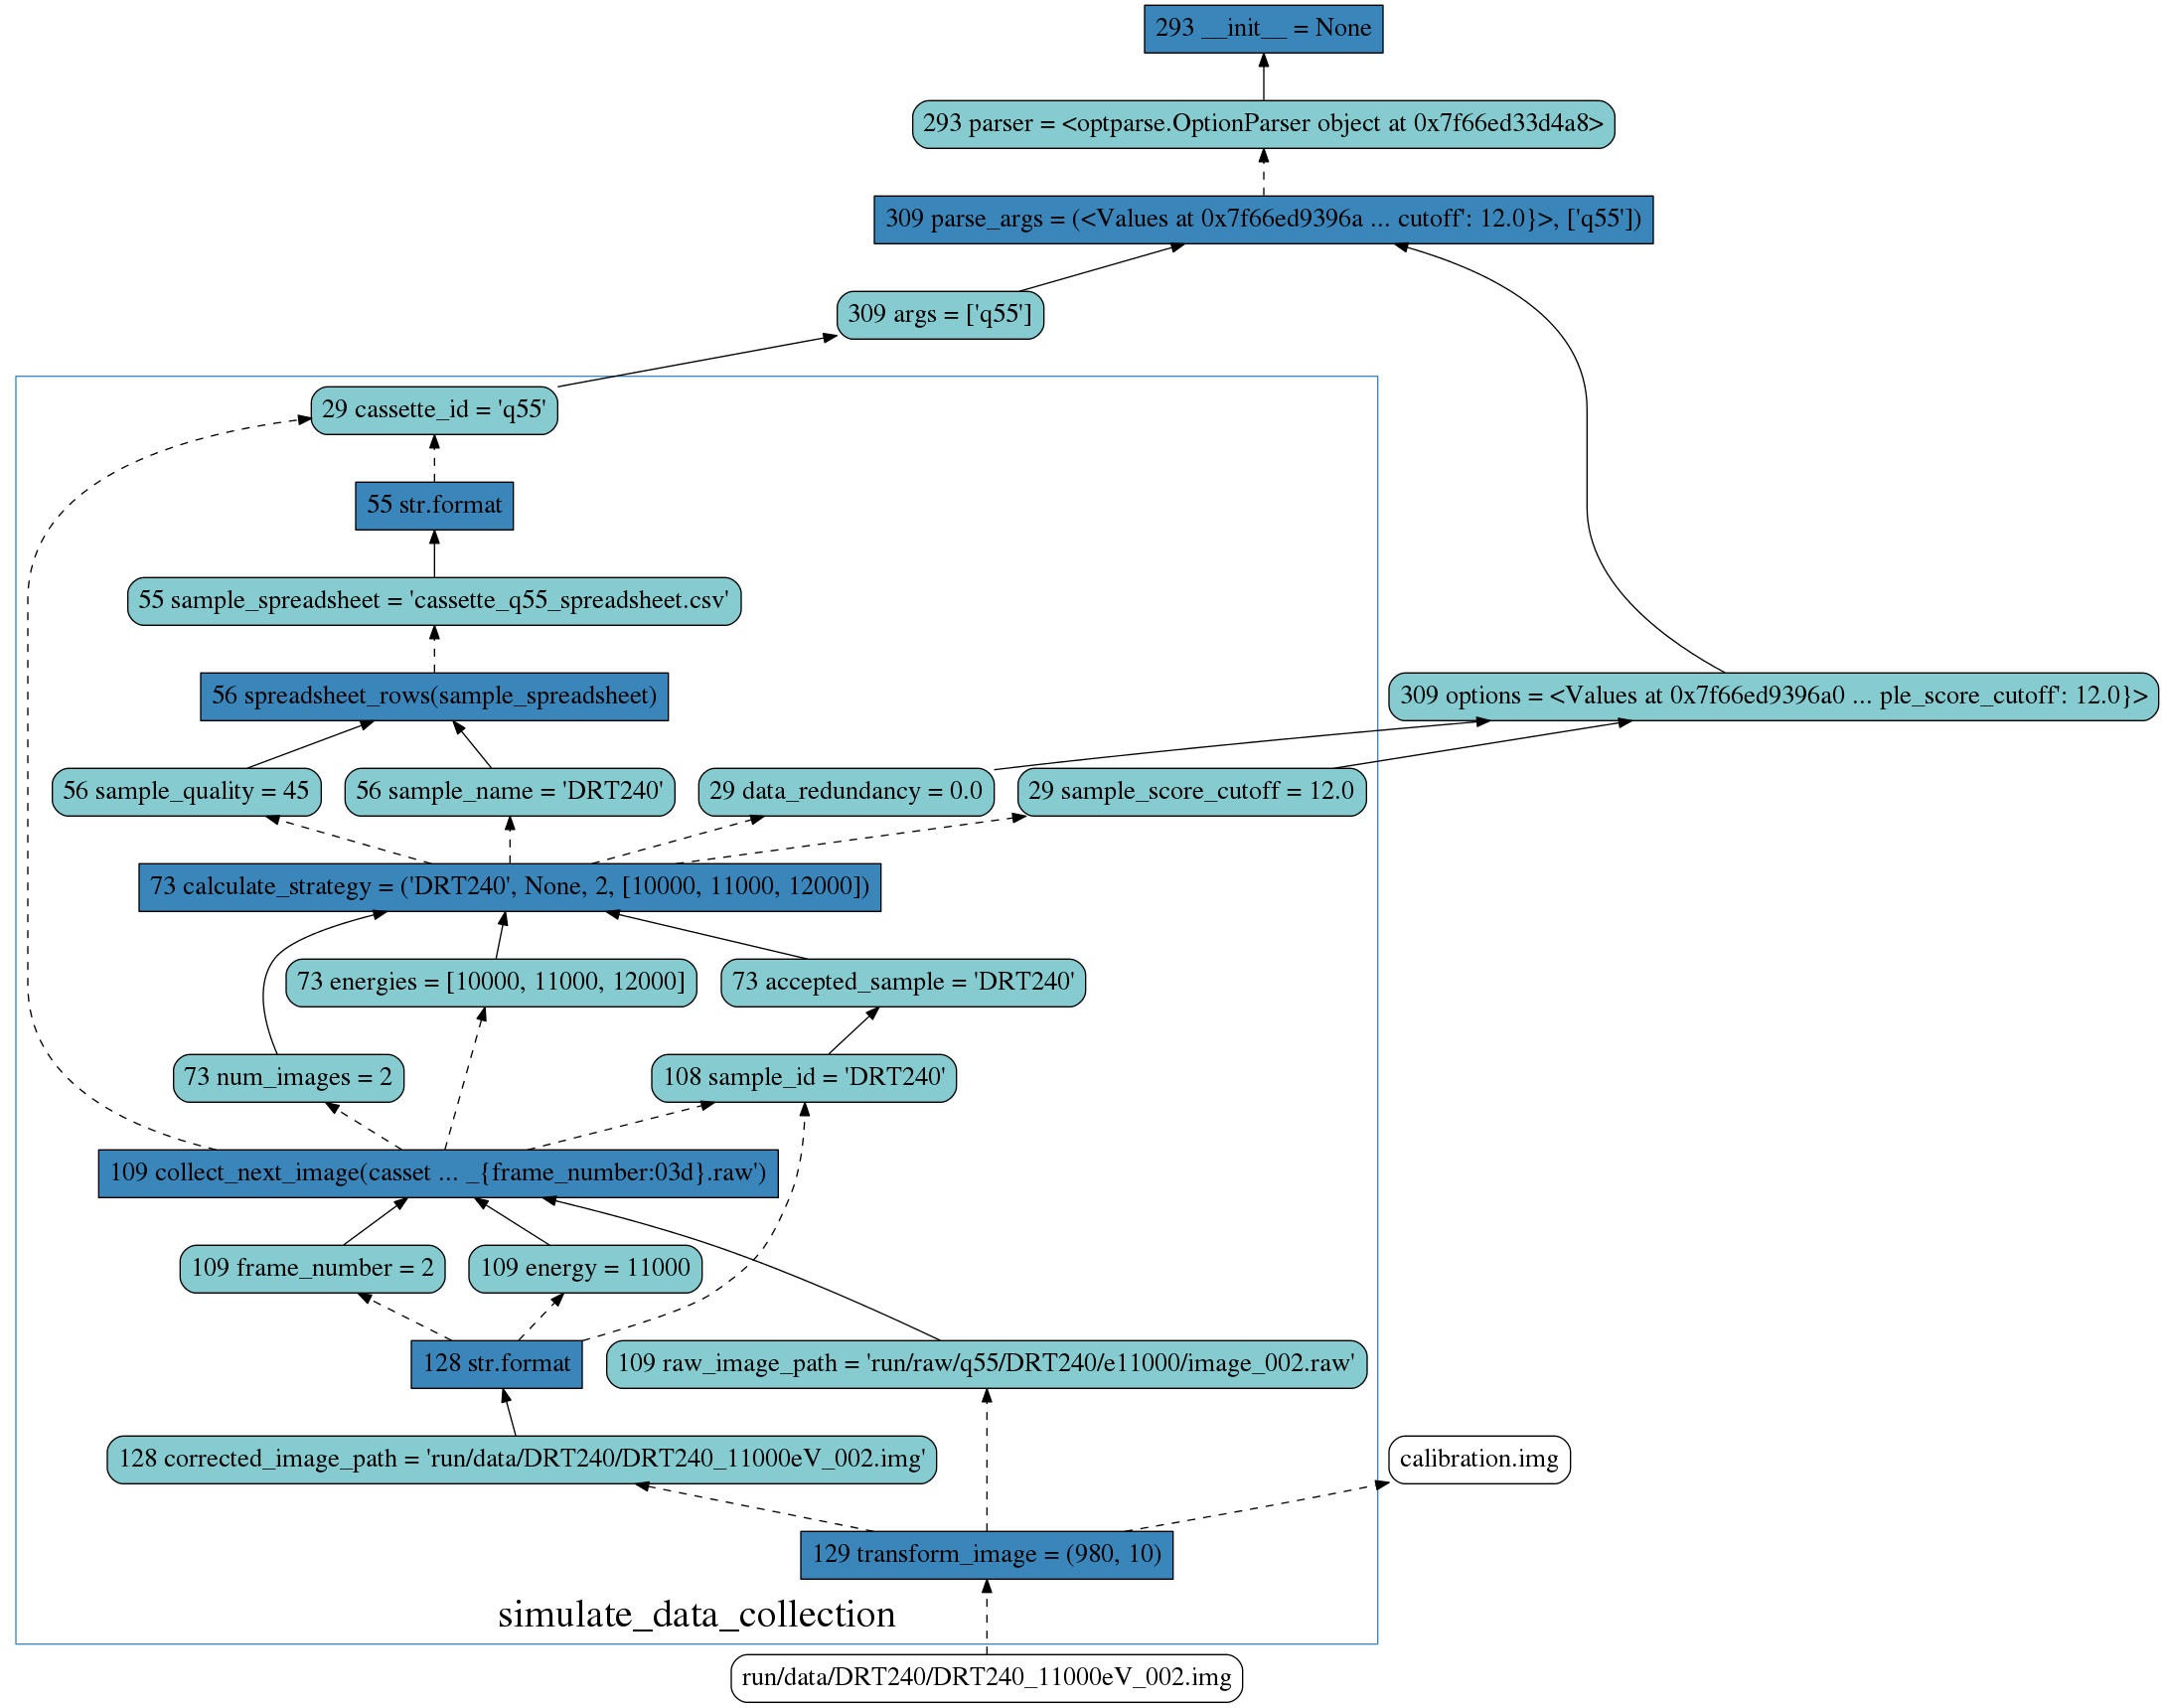 293 __init__ = None
293 parser = <optparse.OptionParser object at 0x7f66ed33d4a8>
309 parse_args = (<Values at 0x7f66ed9396a ... cutoff': 12.0}>, ['q55'])
309 args = ['q55']
29 cassette_id = 'q55'
55 str.format
55 sample_spreadsheet = 'cassette_q55_spreadsheet.csv'
56 spreadsheet_rows(sample_spreadsheet)
309 options = <Values at 0x7f66ed9396a0 ... ple_score_cutoff': 12.0}>
56 sample_quality = 45
56 sample_name = 'DRT240'
29 data_redundancy = 0.0
29 sample_score_cutoff = 12.0
73 calculate_strategy = ('DRT240', None, 2, [10000, 11000, 12000])
73 energies = [10000, 11000, 12000]
73 accepted_sample = 'DRT240'
73 num_images = 2
108 sample_id = 'DRT240'
109 collect_next_image(casset ... _{frame_number:03d}.raw')
109 frame_number = 2
109 energy = 11000
128 str.format
109 raw_image_path = 'run/raw/q55/DRT240/e11000/image_002.raw'
128 corrected_image_path = 'run/data/DRT240/DRT240_11000eV_002.img'
calibration.img
129 transform_image = (980, 10)
simulate_data_collection
run/data/DRT240/DRT240_11000eV_002.img